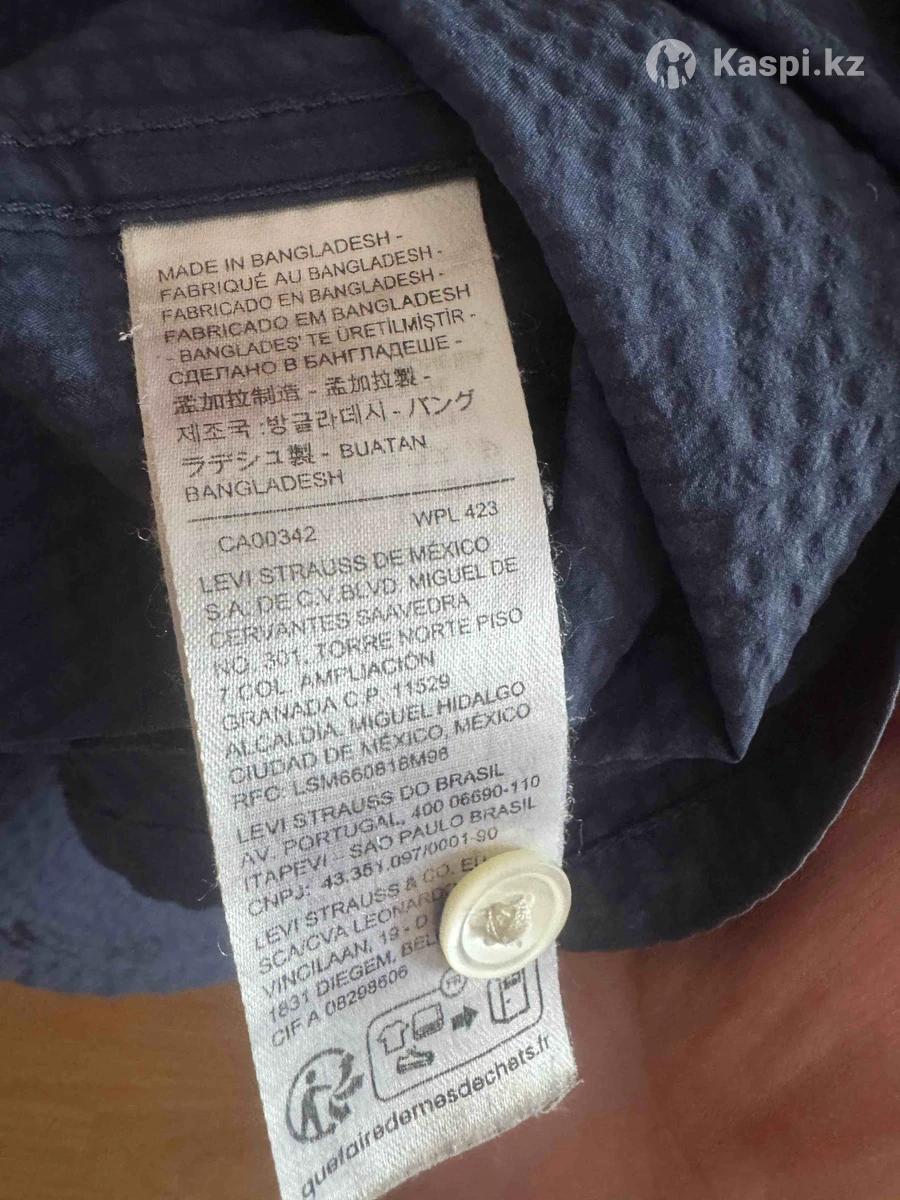 Kaspi.kz
MADE IN BANGLADESH -
FABRIQUÉ AU BANGLADESH -
FABRICADO EN BANGLADESH -
FABRICADO EM BANGLADESH
- BANGLADEŞ' TE ÜRETİLMİŞTİR -
СДЕЛАНО В БАНГЛАДЕШЕ -
孟加拉制造 - 孟加拉製 -
제조국 :방글라데시 - バング
ラデシュ製 - BUATAN
BANGLADESH
CA00342 WPL 423
LEVI STRAUSS DE MÉXICO
S.A. DE C.V.BLVD. MIGUEL DE
CERVANTES SAAVEDRA
NO. 301, TORRE NORTE PISO
7 COL. AMPLIACIÓN
GRANADA C.P. 11529
ALCALDÍA. MIGUEL HIDALGO
CIUDAD DE MÉXICO, MÉXICO
RFC: LSM660818M98
LEVI STRAUSS DO BRASIL
AV. PORTUGAL, 400 06690-110
ITAPEVI - SAO PAULO BRASIL
CNPJ: 43.351.097/0001-90
LEVI STRAUSS & CO. EU
SCA/CVA LEONARDO
VINCILAAN, 19 - D
1831 DIEGEM, BEL
CIF A 08298606
FR
quefairedemesdechets.fr